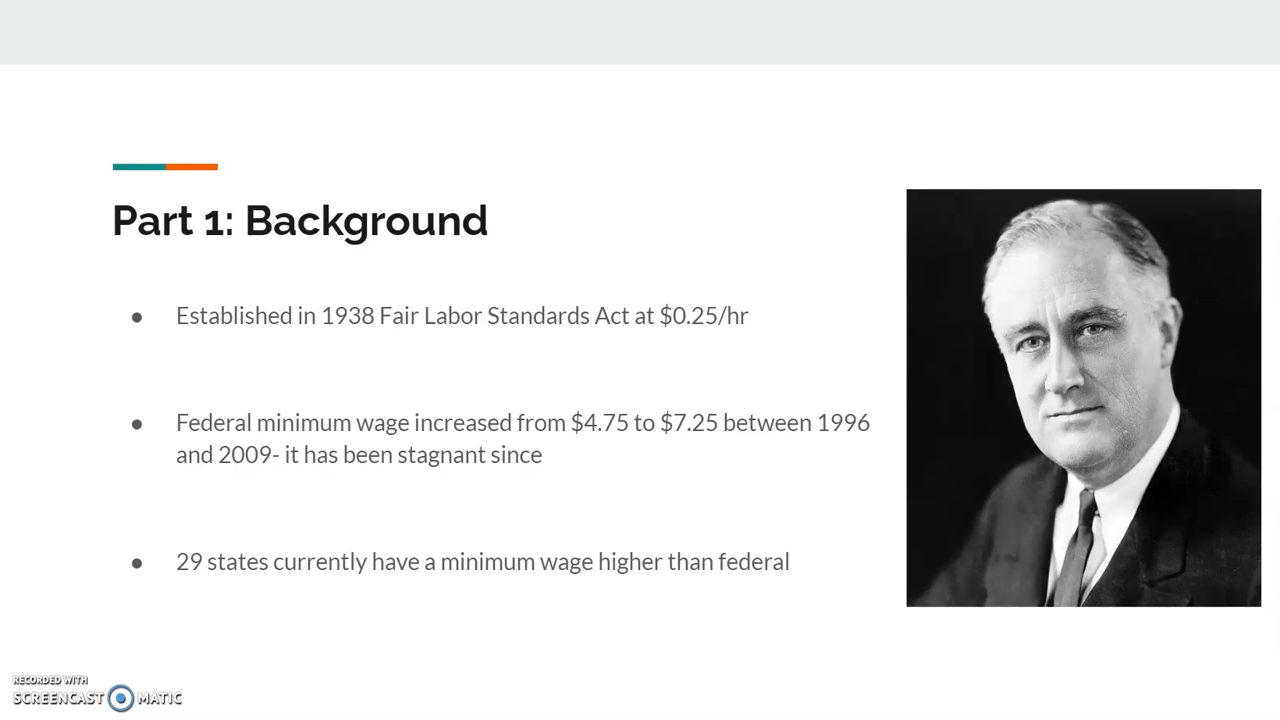 Part 1: Background
● Established in 1938 Fair Labor Standards Act at $0.25/hr
● Federal minimum wage increased from $4.75 to $7.25 between 1996
and 2009- it has been stagnant since
● 29 states currently have a minimum wage higher than federal
RECORDED WITH
SCREENCAST MATIC